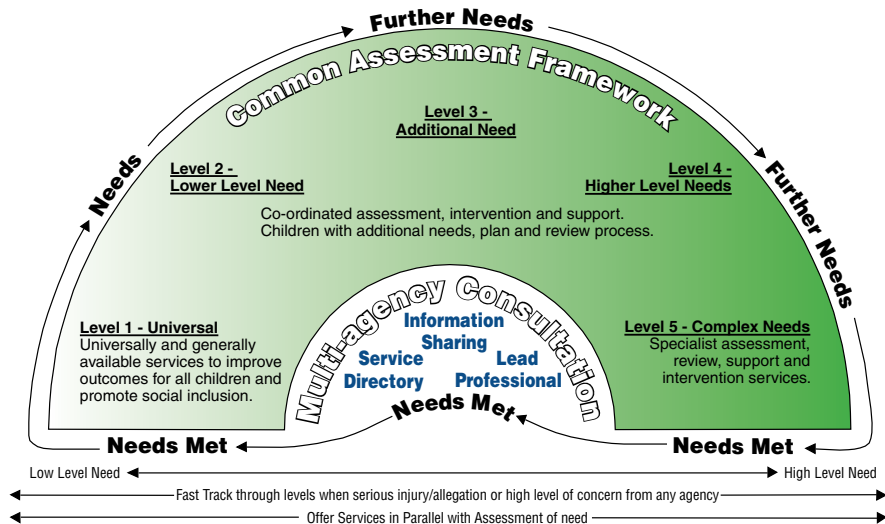 Further Needs
Common Assessment Framework
Level 3 -
Additional Need
Needs
Level 2 -
Lower Level Need
Level 4 -
Higher Level Needs
Further Needs
Co-ordinated assessment, intervention and support.
Children with additional needs, plan and review process.
Multi-agency Consultation
Information
Sharing
Service
Directory
Lead
Professional
Level 1 - Universal
Universally and generally
available services to improve
outcomes for all children and
promote social inclusion.
Level 5 - Complex Needs
Specialist assessment,
review, support and
intervention services.
Needs Met
Needs Met
Needs Met
Low Level Need
High Level Need
Fast Track through levels when serious injury/allegation or high level of concern from any agency
Offer Services in Parallel with Assessment of need